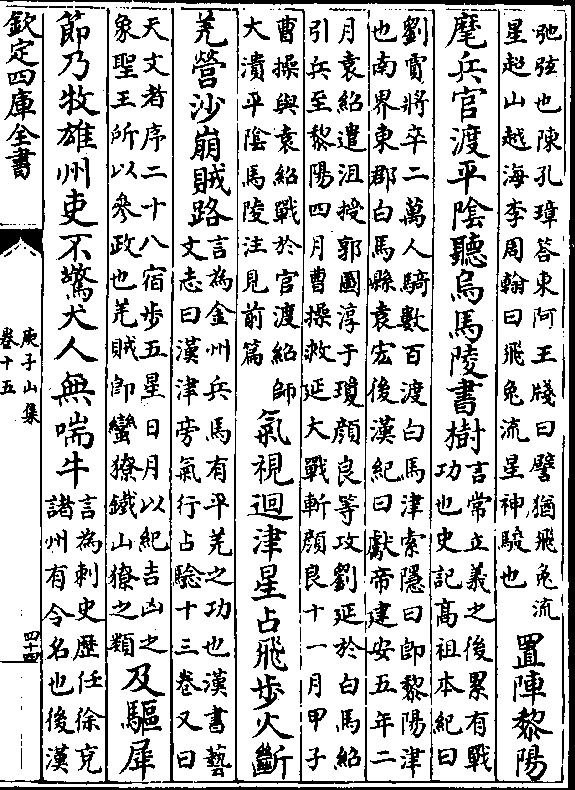 弛弦也陳孔璋荅東阿王牋曰譬猶飛兔流
星超山越海李周翰曰飛兔流星神駿也
置陣黎陽
麾兵官渡平陰聽烏馬陵書樹
言常立義之後累有戰
功也史記高祖本紀曰
劉賈將卒二萬人騎數百渡白馬津索隱曰即黎陽津
也南界東郡白馬縣袁宏後漢紀曰獻帝建安五年二
月袁紹遣沮授郭圖淳于瓊顔良等攻劉延於白馬紹
引兵至黎陽四月曹操救延大戰斬顔良十一月甲子
曹操與袁紹戰於官渡紹師
大潰平陰馬陵注見前篇
氣視迴津星占飛步火斷
羌營沙崩賊路
言為金州兵馬有平羌之功也漢書藝
文志曰漢津旁氣行占驗十三卷又曰
天文者序二十八宿步五星日月以紀吉凶之
象聖王所以參政也羌賊即蠻獠鐵山獠之類
及驅犀
節乃牧雄州吏不驚犬人無喘牛
言為刺史歷任徐兗
諸州有令名也後漢
欽定四庫全書
庾子山集
卷十五
四十四